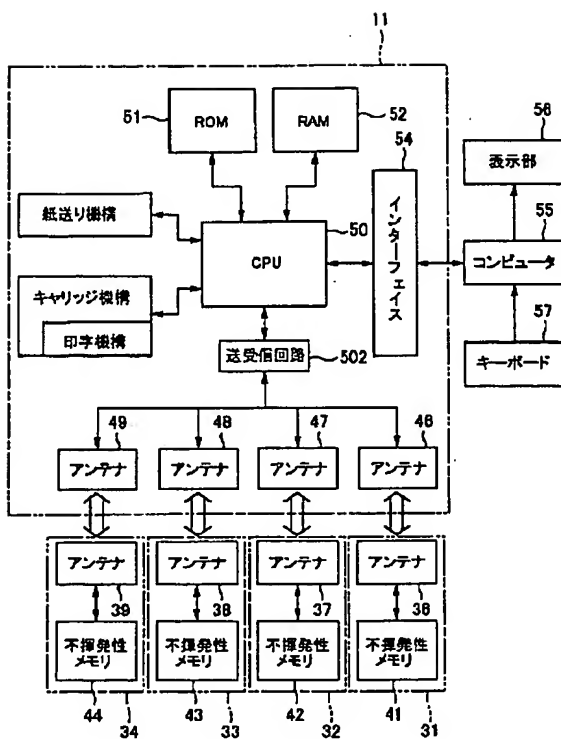 11
51
ROM
RAM
52
54
56
表示部
紙送り機構
50
CPU
インターフェイス
55
コンピュータ
キャリッジ機構
印字機構
57
キーボード
送受信回路
502
49
48
47
46
アンテナ
アンテナ
アンテナ
アンテナ
アンテナ
アンテナ
アンテナ
アンテナ
39
38
37
36
不揮発性
メモリ
不揮発性
メモリ
不揮発性
メモリ
不揮発性
メモリ
44
34
43
33
42
32
41
31